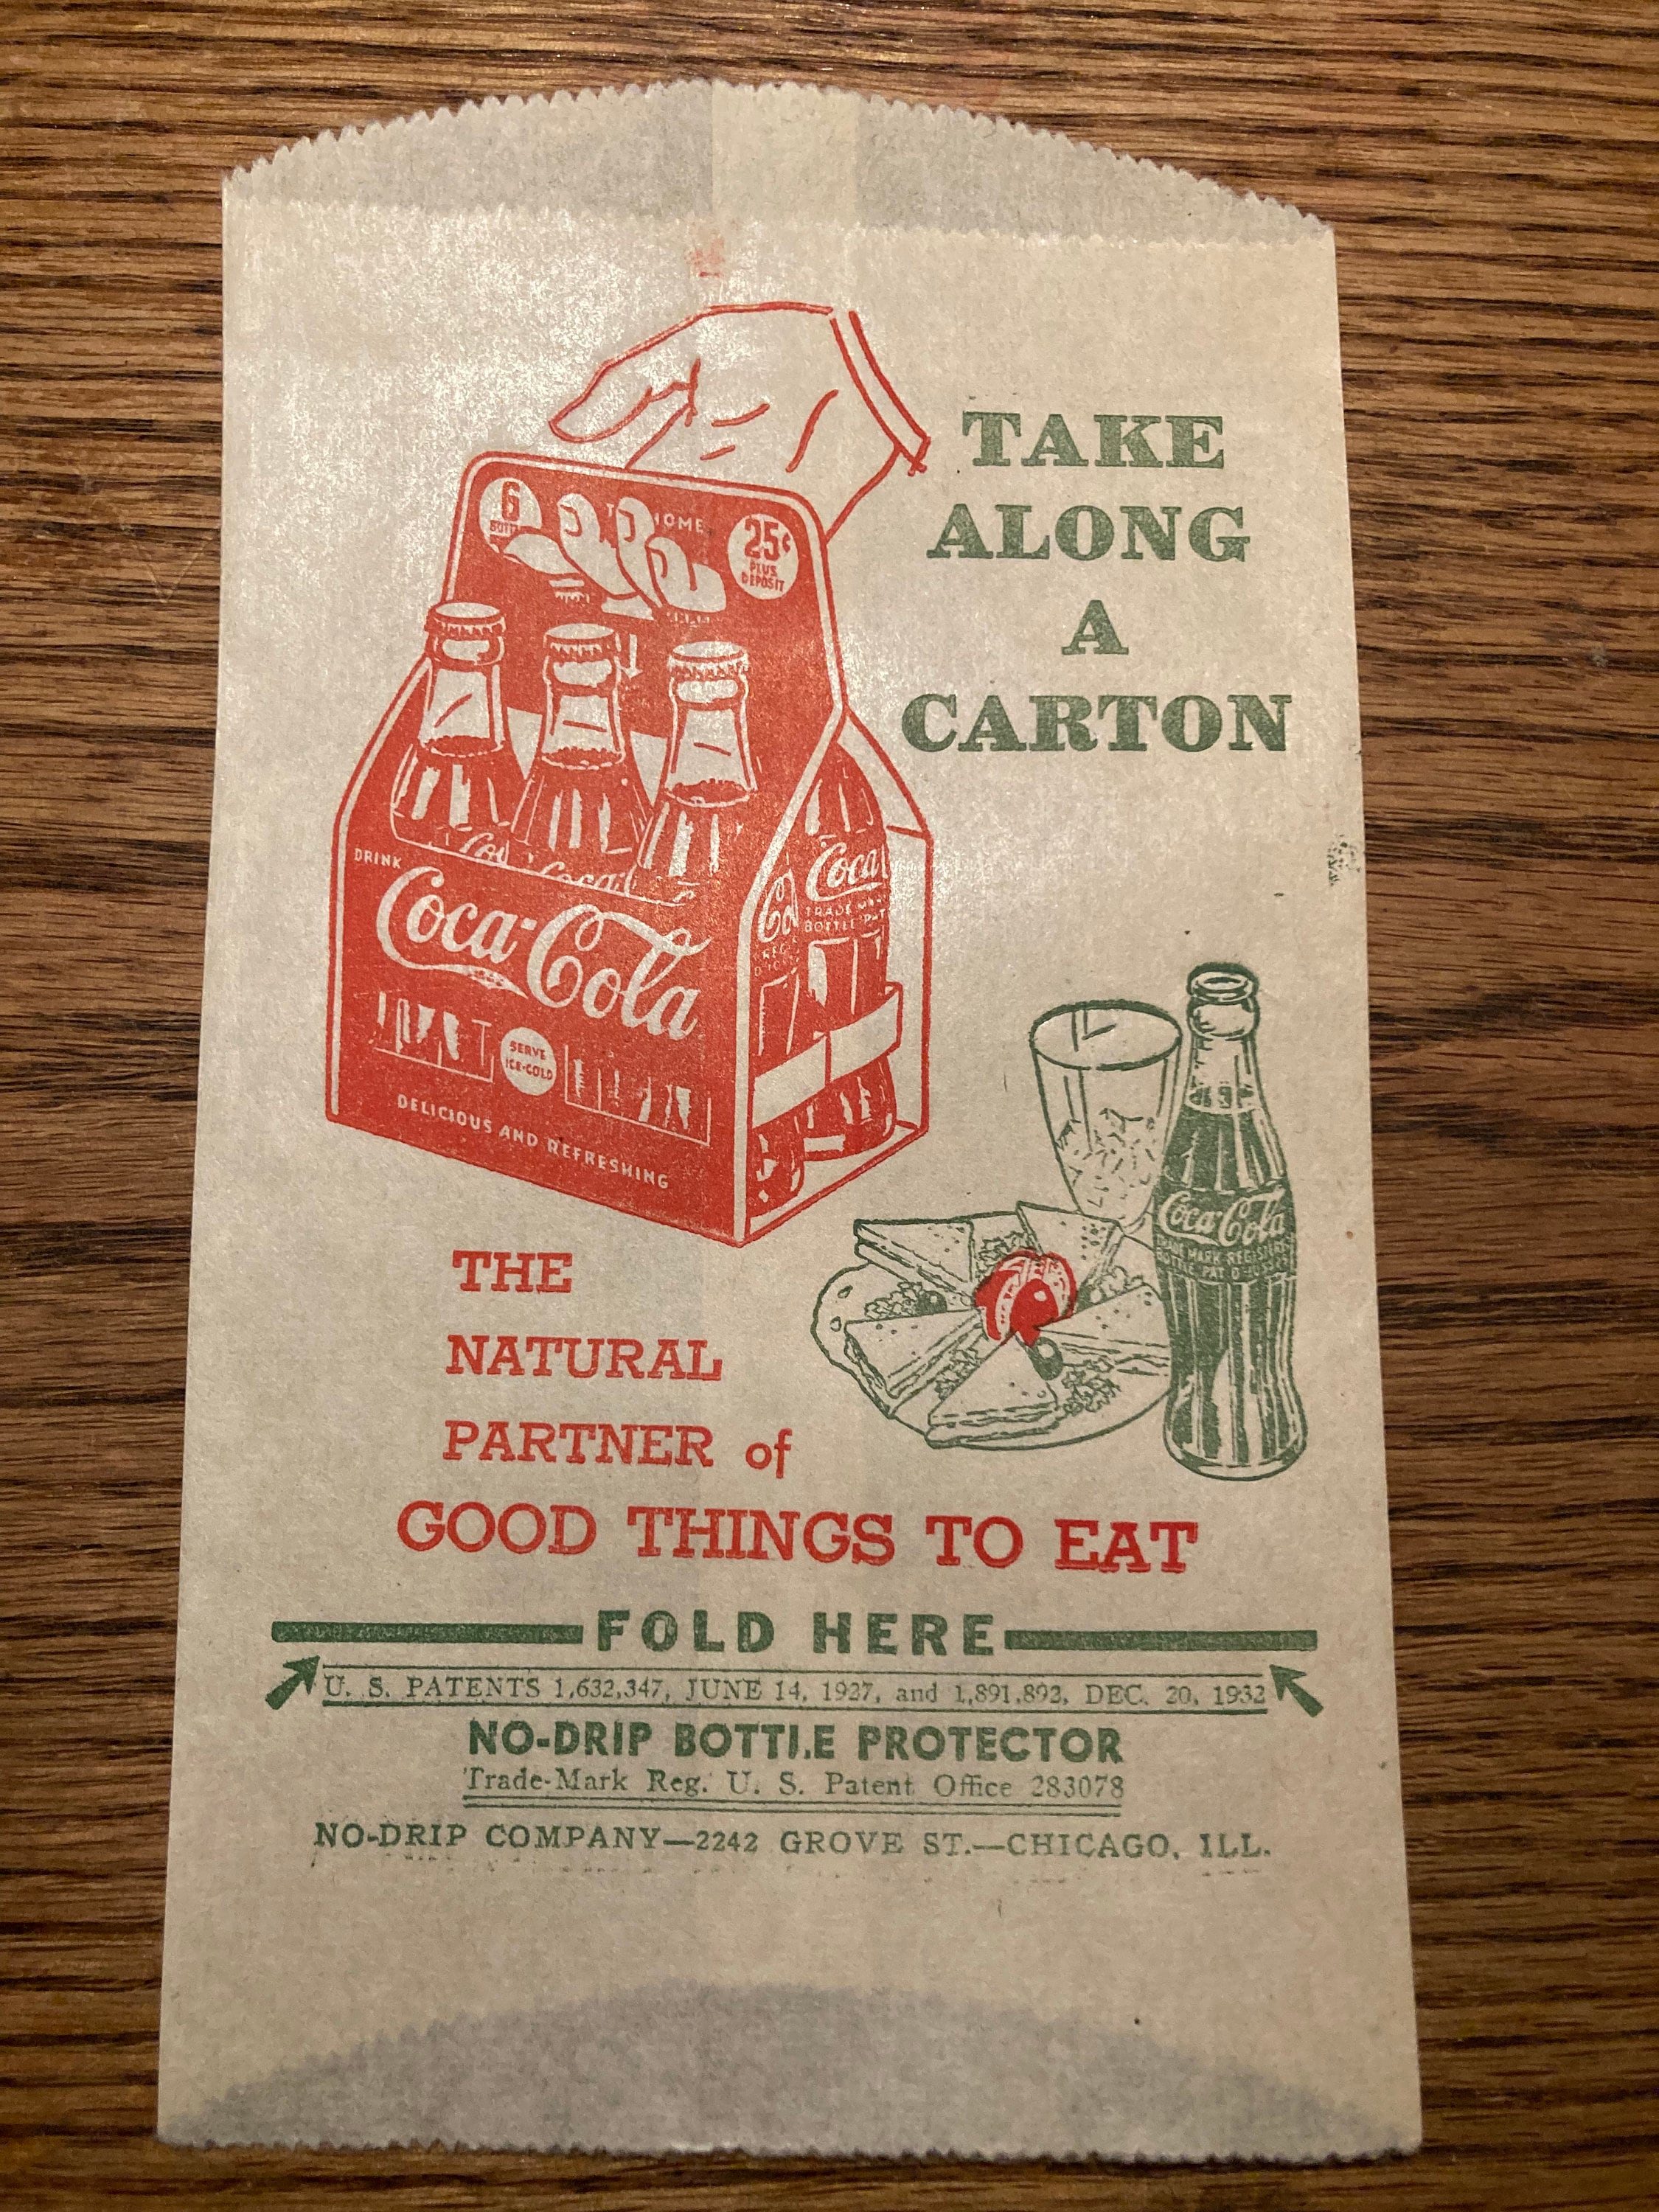 TAKE
ALONG
A
CARTON
6
25¢
PLUS
DEPOSIT
HOME
DRINK
Coca-Cola
SERVE
ICE-COLD
DELICIOUS AND REFRESHING
Coca
Coca-Cola
THE
NATURAL
PARTNER of
GOOD THINGS TO EAT
FOLD HERE
U. S. PATENTS 1,632,347, JUNE 14, 1927, and 1,891,892, DEC. 20, 1932
NO-DRIP BOTTLE PROTECTOR
Trade-Mark Reg. U. S. Patent Office 283078
NO-DRIP COMPANY—2242 GROVE ST.—CHICAGO, ILL.